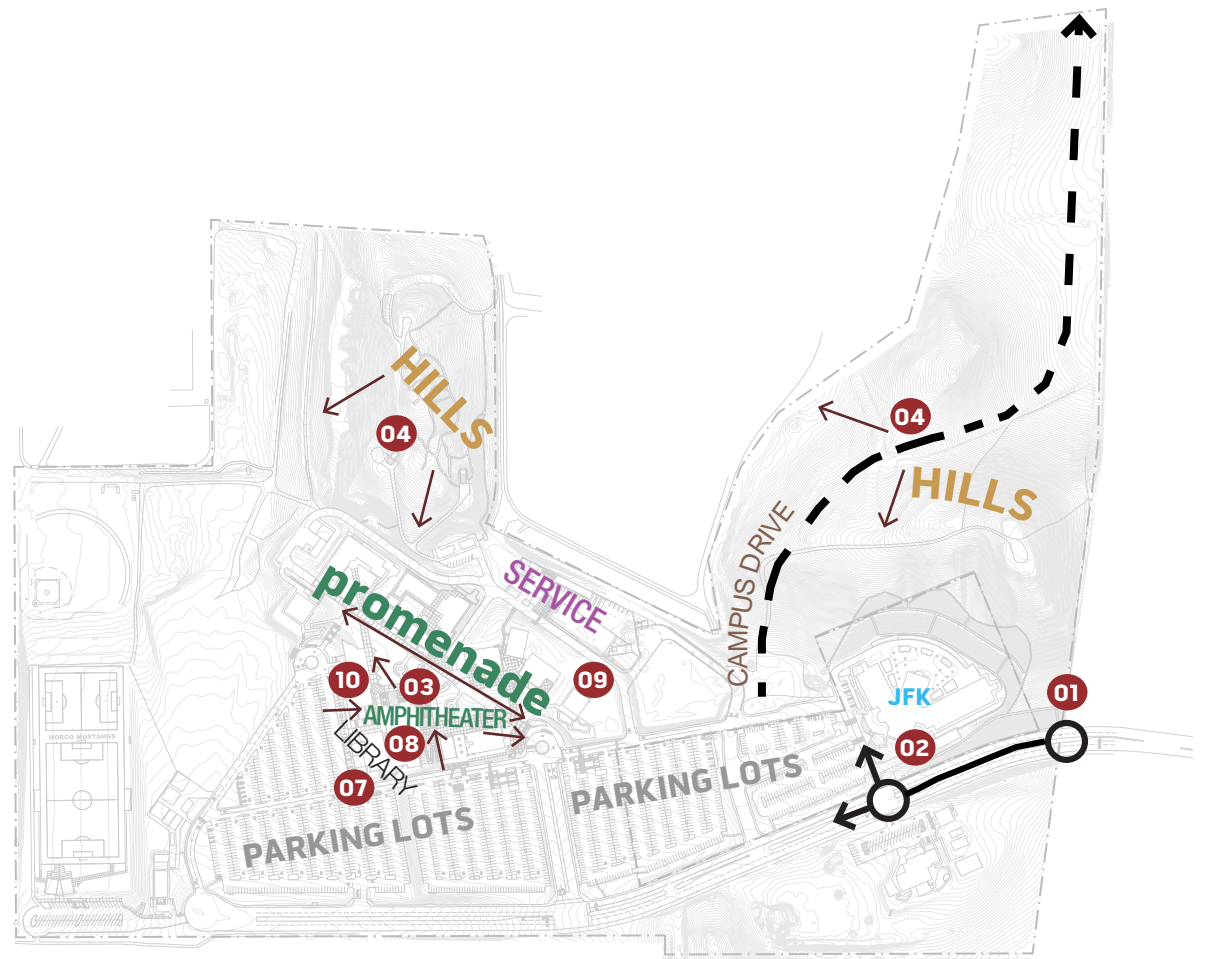 HILLS
04
04
HILLS
CAMPUS DRIVE
SERVICE
promenade
10
03
09
JFK
01
AMPHITHEATER
08
02
LIBRARY
NORCO MUSTANGS
07
PARKING LOTS
PARKING LOTS